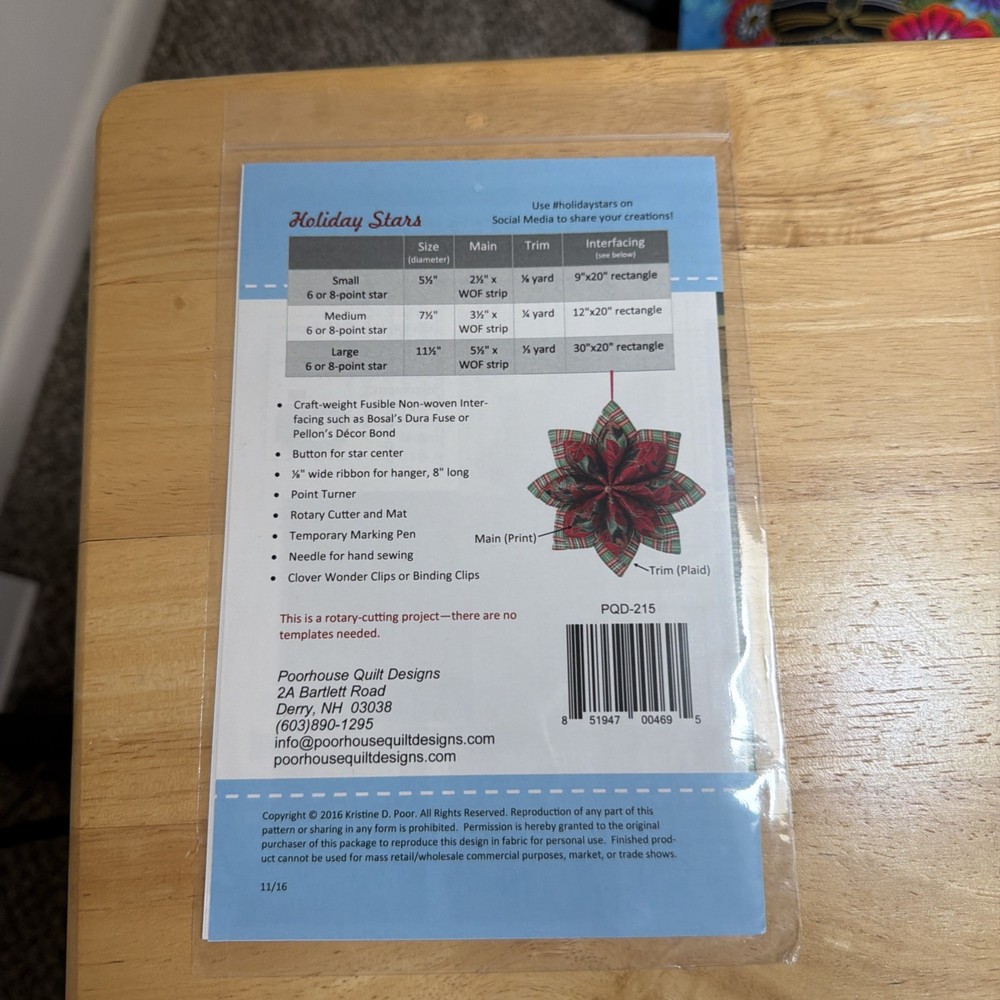 Holiday Stars
Use #holidaystars on
Social Media to share your creations!
Size Main Trim Interfacing
(diameter) (see below)
Small 5½" 2½" x ⅛ yard 9"x20" rectangle
6 or 8-point star WOF strip
Medium 7½" 3½" x ¼ yard 12"x20" rectangle
6 or 8-point star WOF strip
Large 11½" 5½" x yard 30"x20" rectangle
6 or 8-point star WOF strip
• Craft-weight Fusible Non-woven Inter-
facing such as Bosal's Dura Fuse or
Pellon's Décor Bond
• Button for star center
• ⅛" wide ribbon for hanger, 8" long
• Point Turner
• Rotary Cutter and Mat
• Temporary Marking Pen
• Needle for hand sewing
• Clover Wonder Clips or Binding Clips
Main (Print)
Trim (Plaid)
This is a rotary-cutting project—there are no
templates needed.
PQD-215
8 51947 00469 5
Poorhouse Quilt Designs
2A Bartlett Road
Derry, NH 03038
(603)890-1295
info@poorhousequiltdesigns.com
poorhousequiltdesigns.com
Copyright © 2016 Kristine D. Poor. All Rights Reserved. Reproduction of any part of this
pattern or sharing in any form is prohibited. Permission is hereby granted to the original
purchaser of this package to reproduce this design in fabric for personal use. Finished prod-
uct cannot be used for mass retail/wholesale commercial purposes, market, or trade shows.
11/16